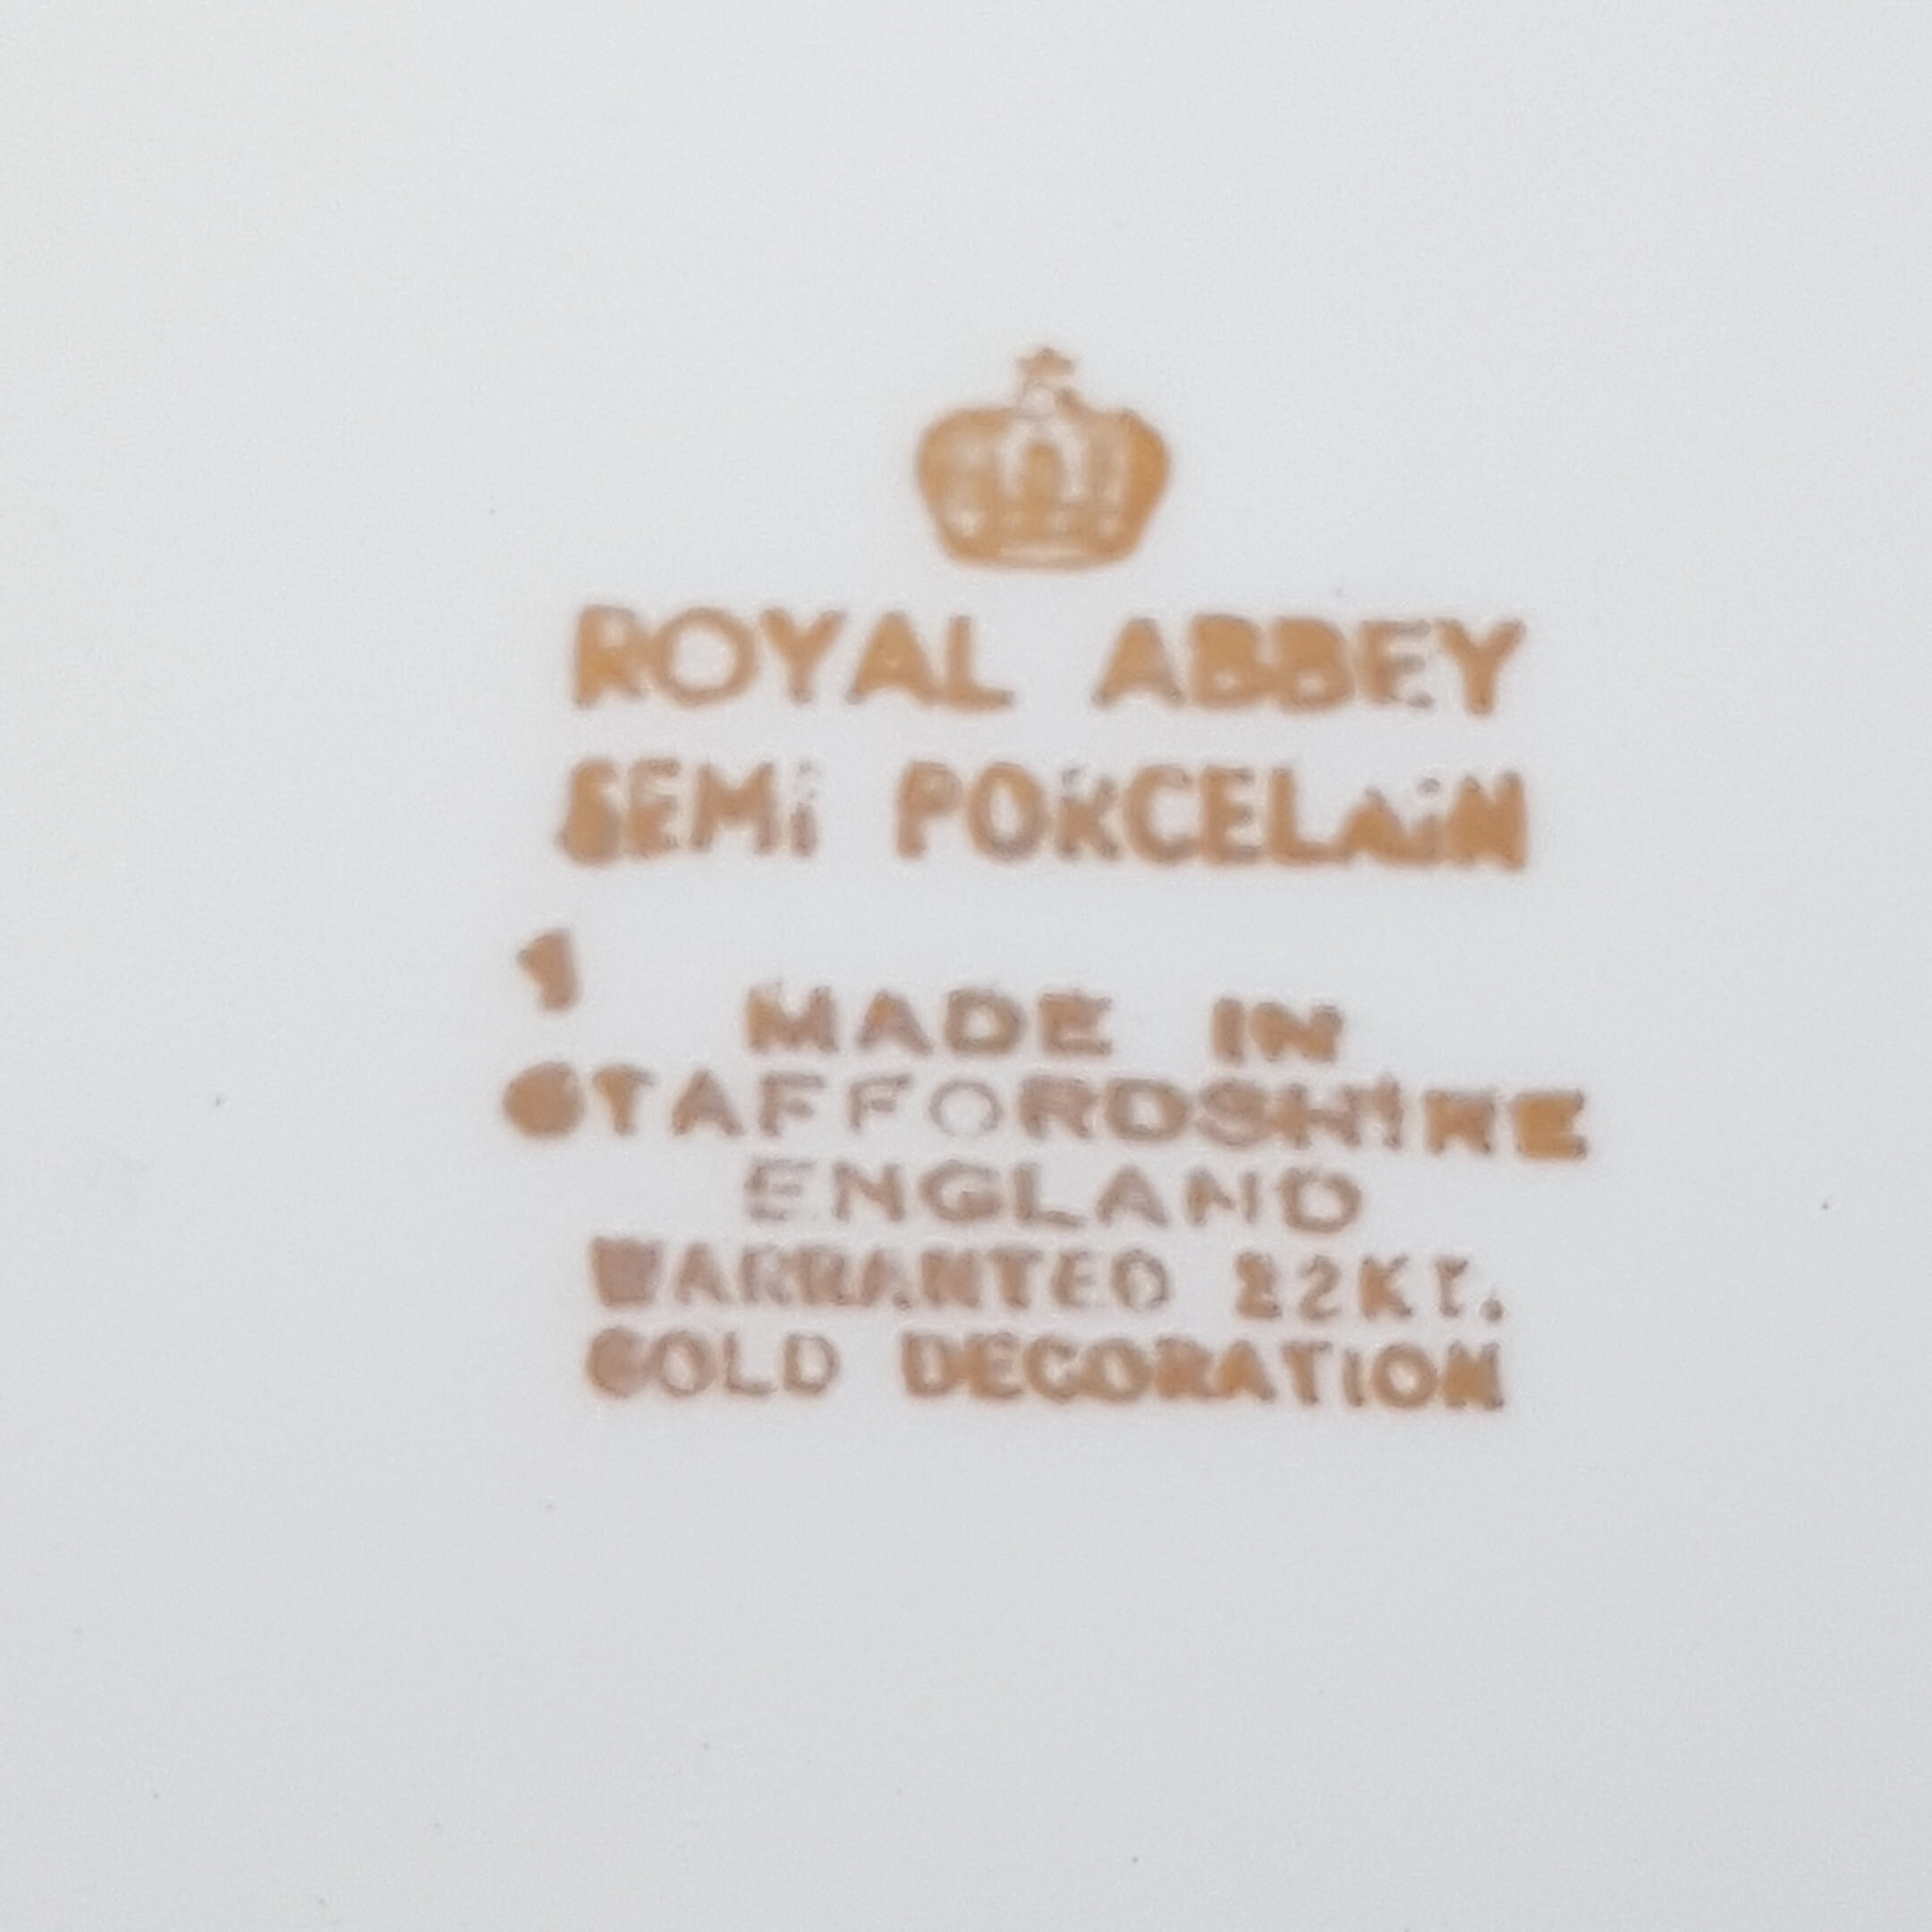 ROYAL ABBEY
SEMi PORCELAiN
1
MADE IN
STAFFORDSHIRE
ENGLAND
WARRANTED 22KT.
GOLD DECORATION